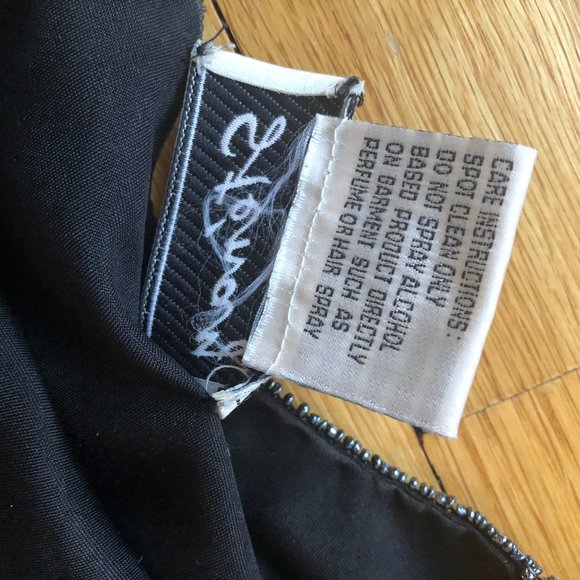 CARE INSTRUCTIONS:
SPOT CLEAN ONLY
DO NOT SPRAY ALCOHOL
BASED PRODUCT DIRECTLY
ON GARMENT SUCH AS
PERFUME OR HAIR SPRAY